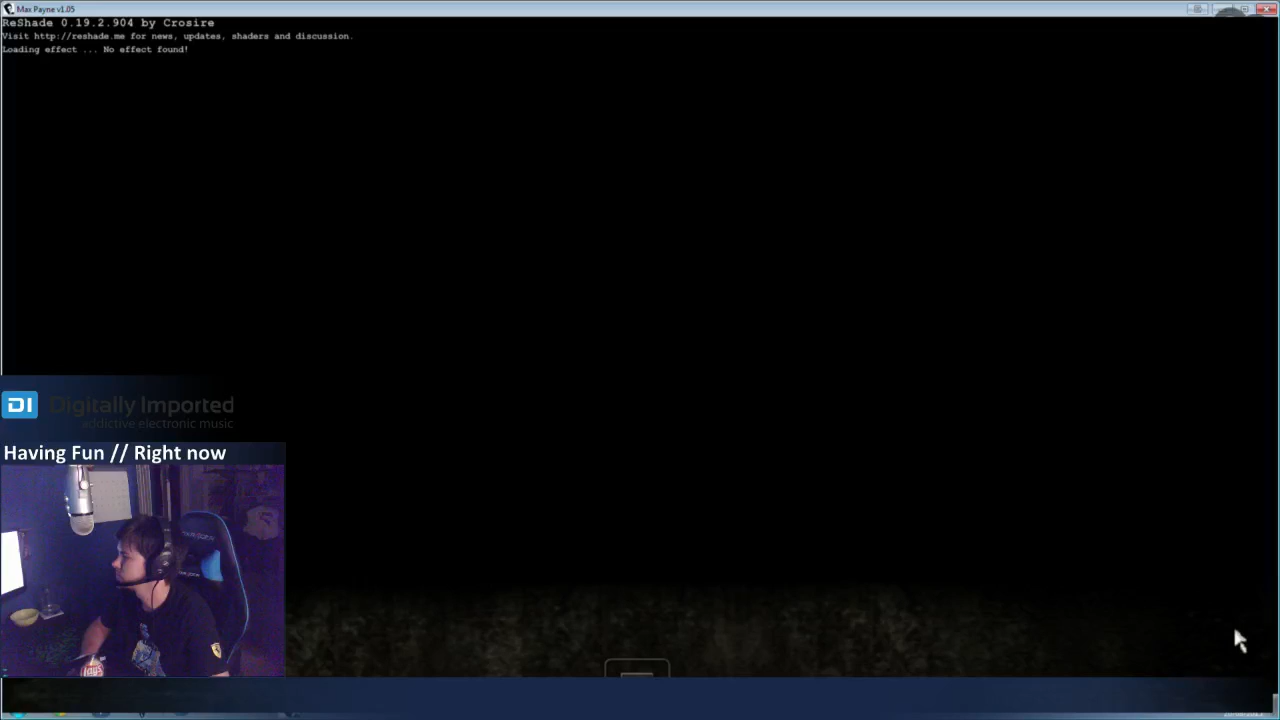 Max Payne v1.05
ReShade 0.19.2.904 by Crosire
Visit http://reshade.me for news, updates, shaders and discussion.
Loading effect ... No effect found!
DI Digitally Imported
addictive electronic music
Having Fun // Right now
Lay's